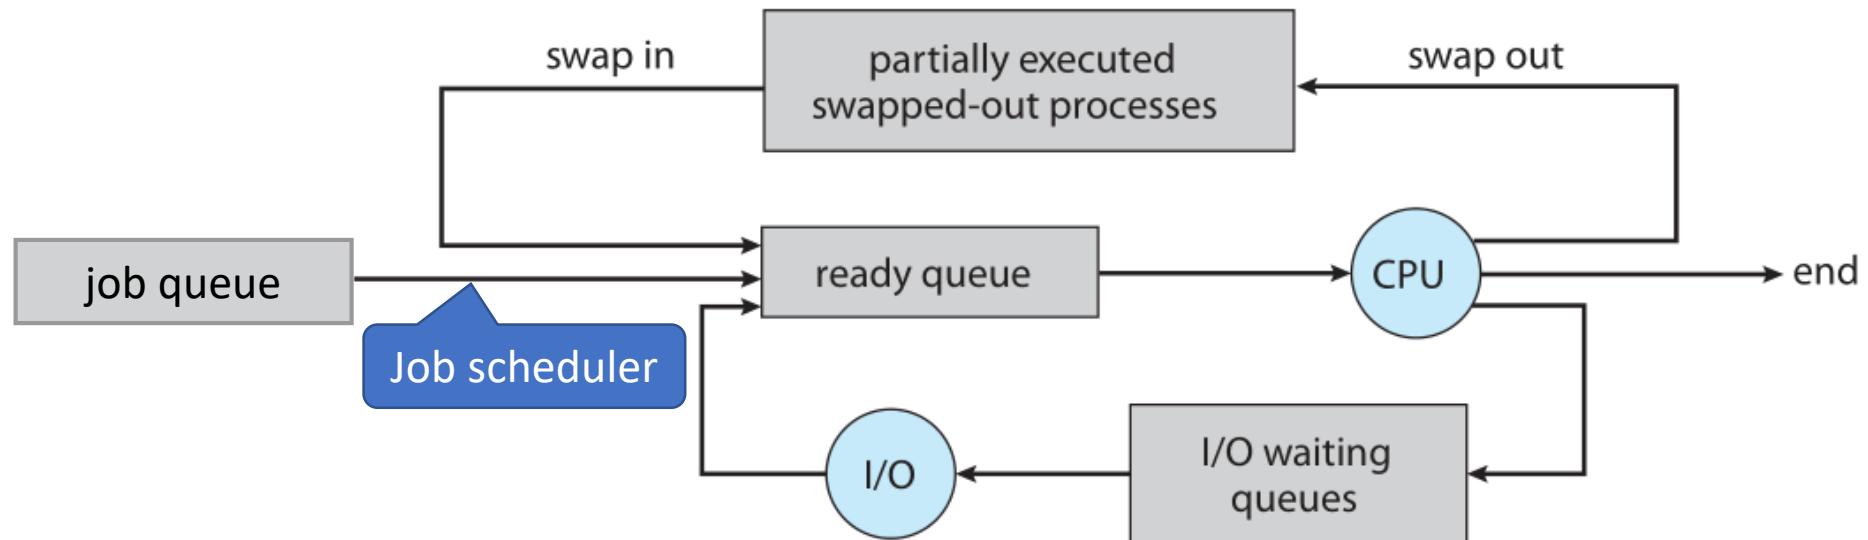 swap in
partially executed
swapped-out processes
swap out
job queue
ready queue
CPU
end
Job scheduler
I/O
I/O waiting
queues